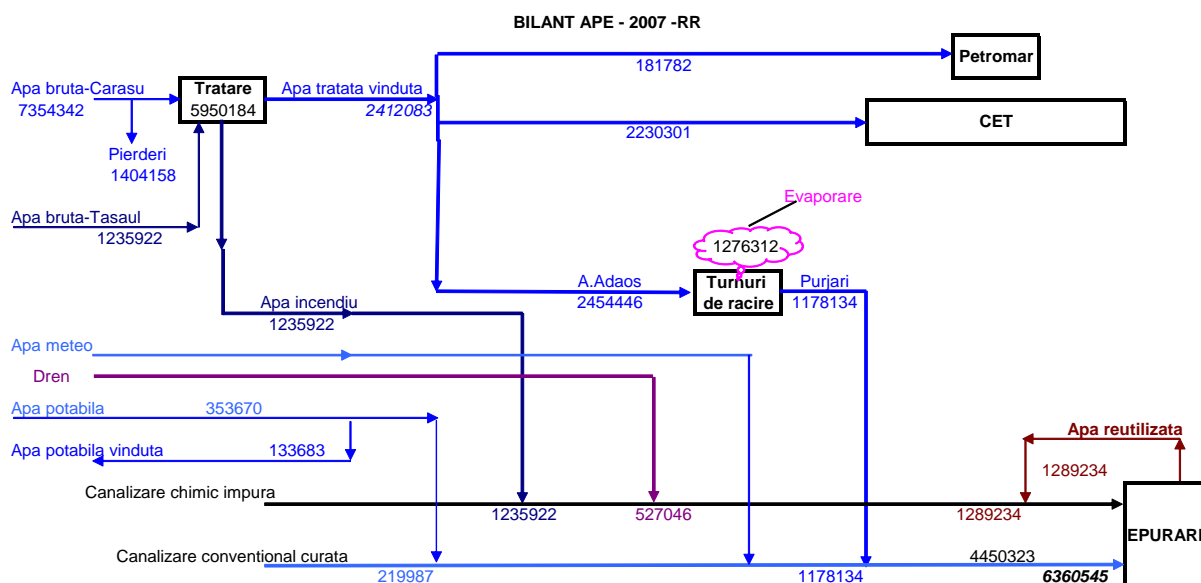 BILANT APE - 2007 -RR
181782
Petromar
Apa bruta-Carasu
7354342
Tratare
5950184
Apa tratata vinduta
2412083
2230301
CET
Pierderi
1404158
Apa bruta-Tasaul
1235922
Evaporare
1276312
A.Adaos
2454446
Turnuri
de racire
Purjari
1178134
Apa incendiu
1235922
Apa meteo
Dren
Apa potabila
353670
Apa potabila vinduta
133683
Apa reutilizata
1289234
Canalizare chimic impura
1235922
527046
1289234
EPURARE
Canalizare conventional curata
219987
1178134
4450323
6360545